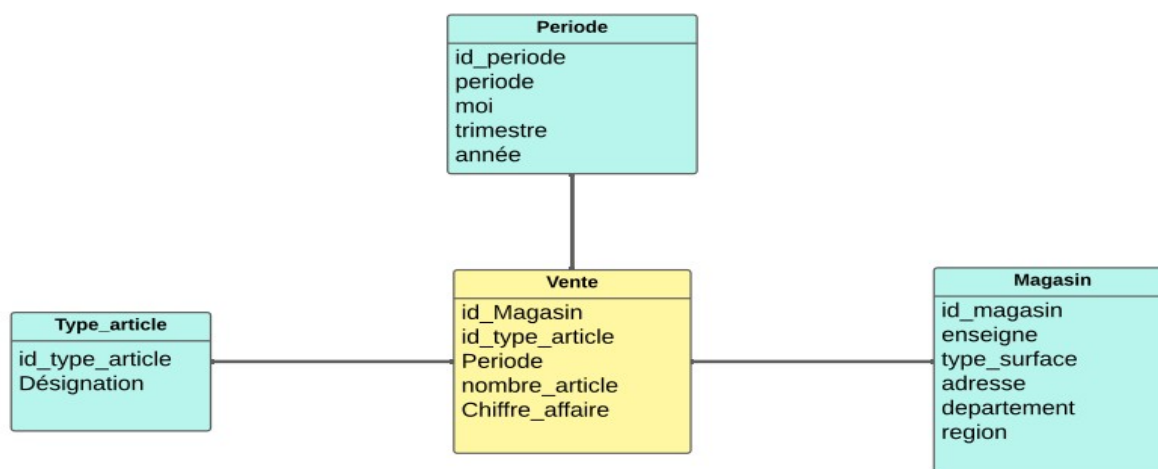 Periode
id_periode
periode
moi
trimestre
année
Type_article
id_type_article
Désignation
Vente
id_Magasin
id_type_article
Periode
nombre_article
Chiffre_affaire
Magasin
id_magasin
enseigne
type_surface
adresse
departement
region